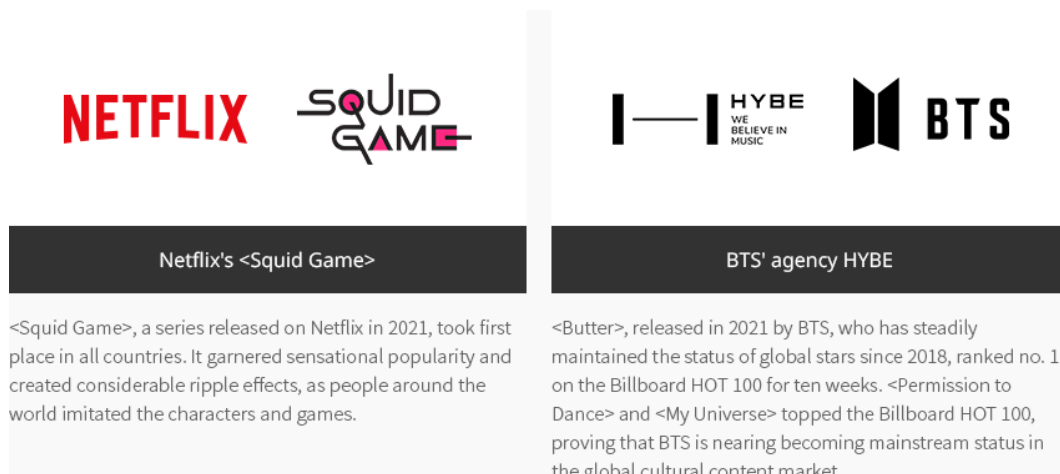 NETFLIX
SQUID
GAME
HYBE
WE
BELIEVE IN
MUSIC
BTS
Netflix's <Squid Game>
<Squid Game>, a series released on Netflix in 2021, took first
place in all countries. It garnered sensational popularity and
created considerable ripple effects, as people around the
world imitated the characters and games.
BTS' agency HYBE
<Butter>, released in 2021 by BTS, who has steadily
maintained the status of global stars since 2018, ranked no. 1
on the Billboard HOT 100 for ten weeks. <Permission to
Dance> and <My Universe> topped the Billboard HOT 100,
proving that BTS is nearing becoming mainstream status in
the global cultural content market